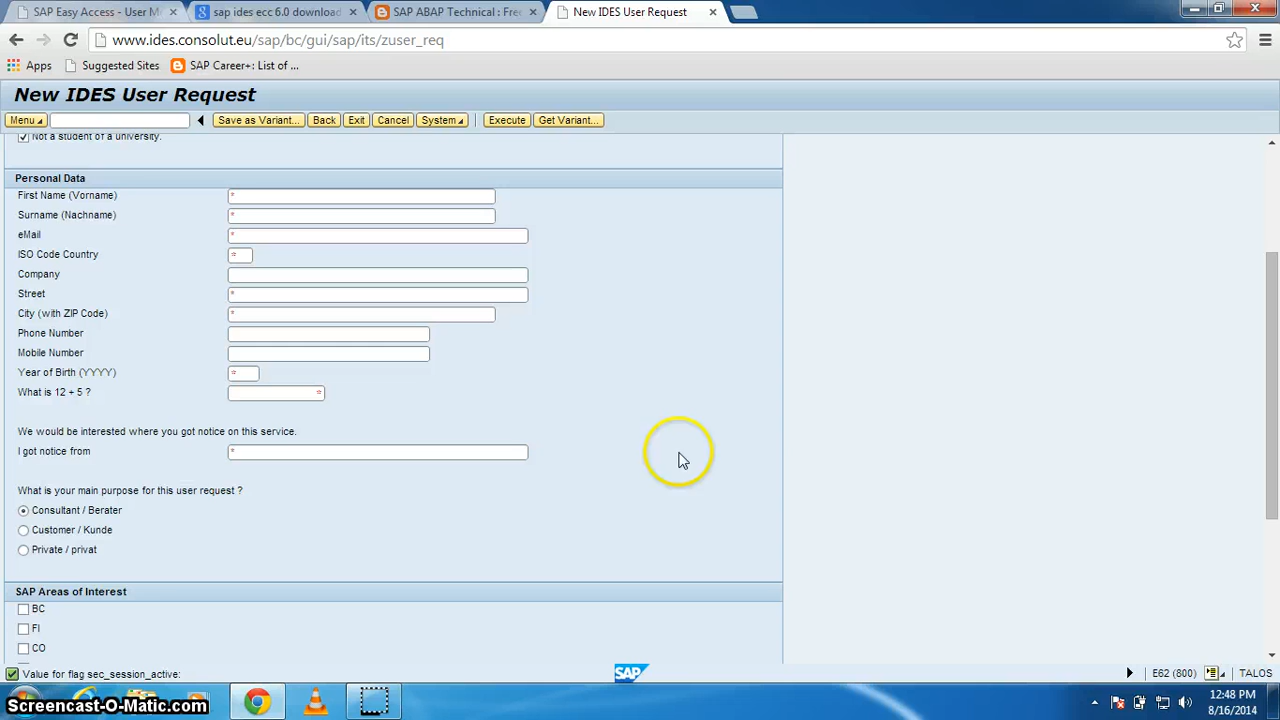 SAP Easy Access - User M
sap ides ecc 6.0 download
SAP ABAP Technical : Fre
New IDES User Request
www.ides.consolut.eu/sap/bc/gui/sap/its/zuser_req
Apps
Suggested Sites
SAP Career+: List of ...
New IDES User Request
Menu
Save as Variant...
Back
Exit
Cancel
System
Execute
Get Variant...
Not a student of a university.
Personal Data
First Name (Vorname)
*
Surname (Nachname)
*
eMail
*
ISO Code Country
*
Company
Street
*
City (with ZIP Code)
*
Phone Number
Mobile Number
Year of Birth (YYYY)
*
What is 12 + 5 ?
*
We would be interested where you got notice on this service.
I got notice from
*
What is your main purpose for this user request ?
Consultant / Berater
Customer / Kunde
Private / privat
SAP Areas of Interest
BC
FI
CO
Value for flag sec_session_active:
SAP
E62 (800)
TALOS
Screencast-O-Matic.com
12:48 PM
8/16/2014